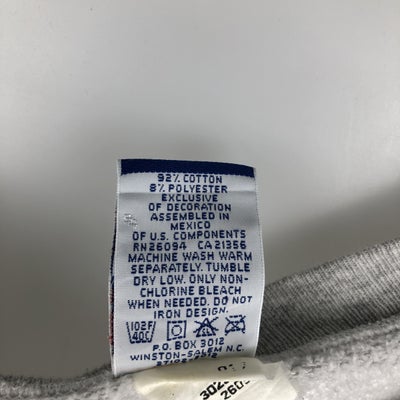 92% COTTON
8% POLYESTER
EXCLUSIVE
OF DECORATION
ASSEMBLED IN
MEXICO
OF U.S. COMPONENTS
RN26094 CA21356
MACHINE WASH WARM
SEPARATELY. TUMBLE
DRY LOW. ONLY NON-
CHLORINE BLEACH
WHEN NEEDED. DO NOT
IRON DESIGN.
102F
40C
P.O. BOX 3012
WINSTON-SALEM N.C.